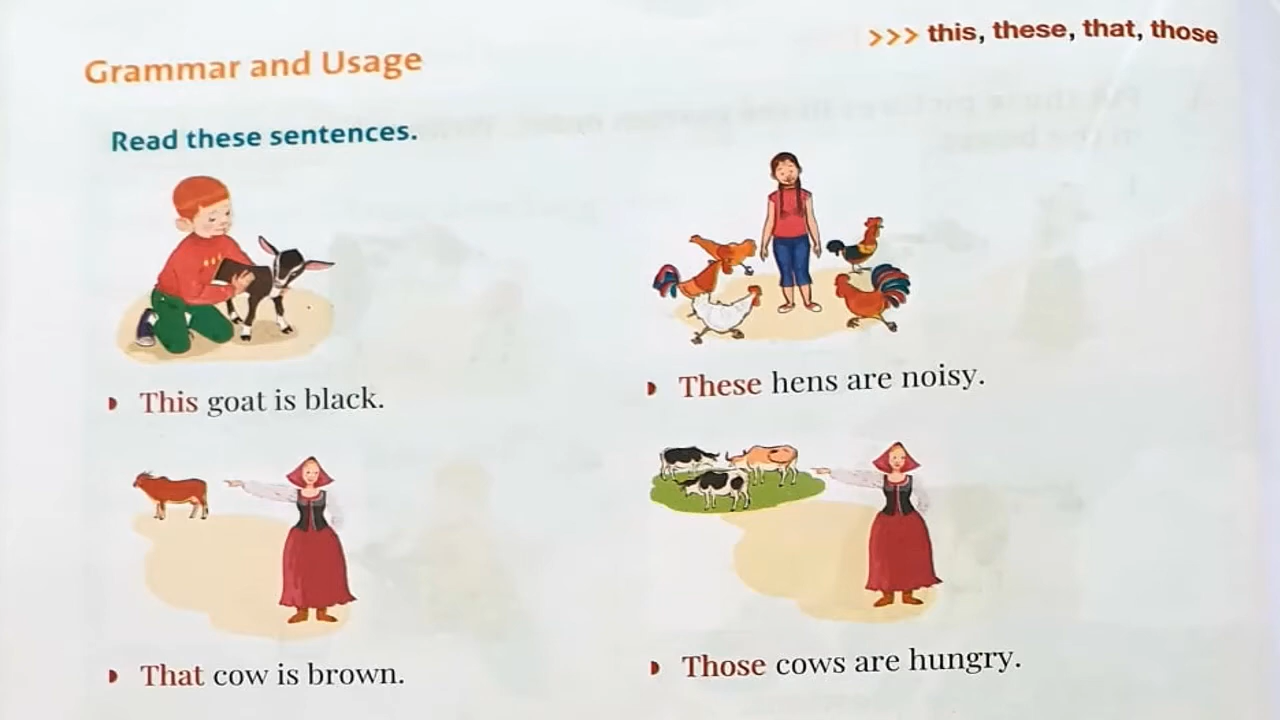 >>> this, these, that, those
Grammar and Usage
Read these sentences.
This goat is black.
These hens are noisy.
That cow is brown.
Those cows are hungry.